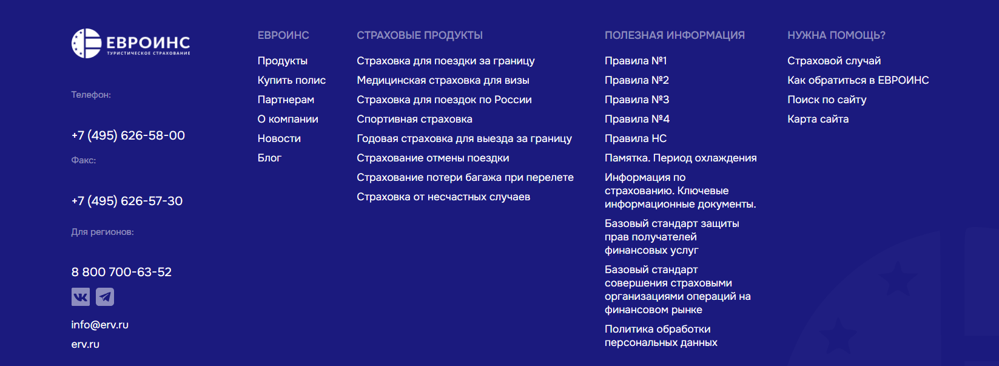 ЕВРОИНС
ТУРИСТИЧЕСКОЕ СТРАХОВАНИЕ
Телефон:
+7 (495) 626-58-00
Факс:
+7 (495) 626-57-30
Для регионов:
8 800 700-63-52
info@erv.ru
erv.ru
ЕВРОИНС
Продукты
Купить полис
Партнерам
О компании
Новости
Блог
СТРАХОВЫЕ ПРОДУКТЫ
Страховка для поездки за границу
Медицинская страховка для визы
Страховка для поездок по России
Спортивная страховка
Годовая страховка для выезда за границу
Страхование отмены поездки
Страхование потери багажа при перелете
Страховка от несчастных случаев
ПОЛЕЗНАЯ ИНФОРМАЦИЯ
Правила №1
Правила №2
Правила №3
Правила №4
Правила НС
Памятка. Период охлаждения
Информация по
страхованию. Ключевые
информационные документы.
Базовый стандарт защиты
прав получателей
финансовых услуг
Базовый стандарт
совершения страховыми
организациями операций на
финансовом рынке
Политика обработки
персональных данных
НУЖНА ПОМОЩЬ?
Страховой случай
Как обратиться в ЕВРОИНС
Поиск по сайту
Карта сайта